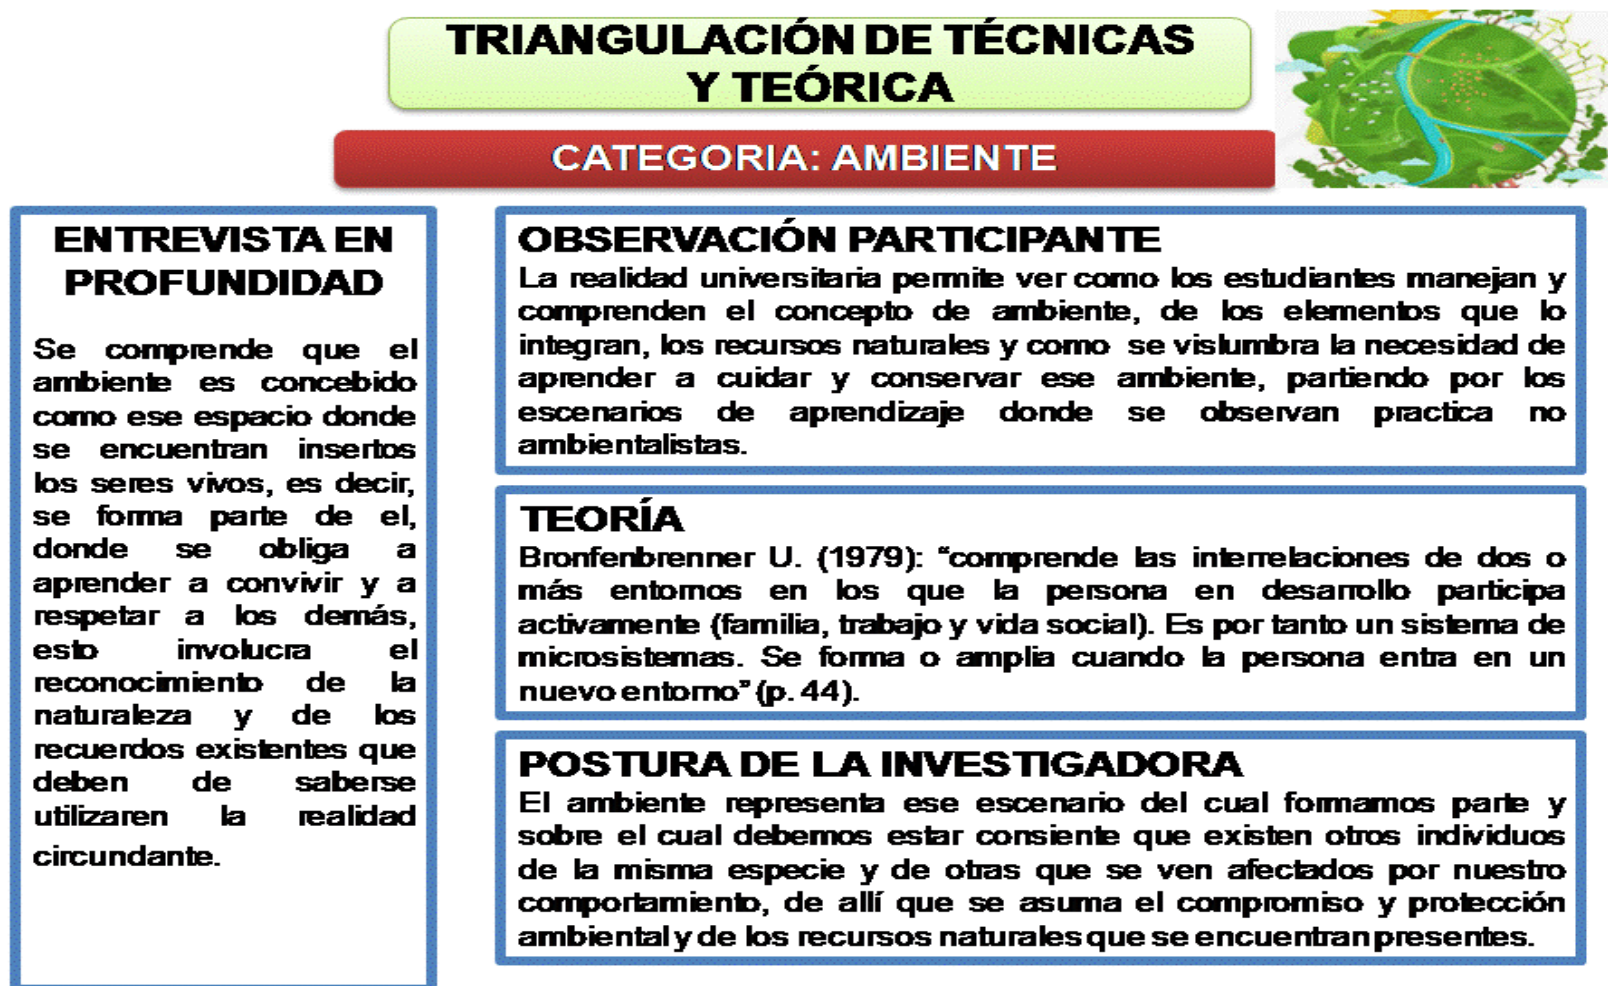 TRIANGULACIÓN DE TÉCNICAS
Y TEÓRICA
CATEGORIA: AMBIENTE
ENTREVISTA EN
PROFUNDIDAD
Se comprende que el
ambiente es concebido
como ese espacio donde
se encuentran insertos
los seres vivos, es decir,
se forma parte de el,
donde se obliga a
aprender a convivir y a
respetar a los demás,
esto involucra el
reconocimiento de la
naturaleza y de los
recuerdos existentes que
deben de saberse
utilizaren la realidad
circundante.
OBSERVACIÓN PARTICIPANTE
La realidad universitaria permite ver como los estudiantes manejan y
comprenden el concepto de ambiente, de los elementos que lo
integran, los recursos naturales y como se vislumbra la necesidad de
aprender a cuidar y conservar ese ambiente, partiendo por los
escenarios de aprendizaje donde se observan practica no
ambientalistas.
TEORÍA
Bronfenbrenner U. (1979): “comprende las interrelaciones de dos o
más entornos en los que la persona en desarrollo participa
activamente (familia, trabajo y vida social). Es por tanto un sistema de
microsistemas. Se forma o amplia cuando la persona entra en un
nuevo entorno” (p. 44).
POSTURA DE LA INVESTIGADORA
El ambiente representa ese escenario del cual formamos parte y
sobre el cual debemos estar consiente que existen otros individuos
de la misma especie y de otras que se ven afectados por nuestro
comportamiento, de allí que se asuma el compromiso y protección
ambiental y de los recursos naturales que se encuentran presentes.